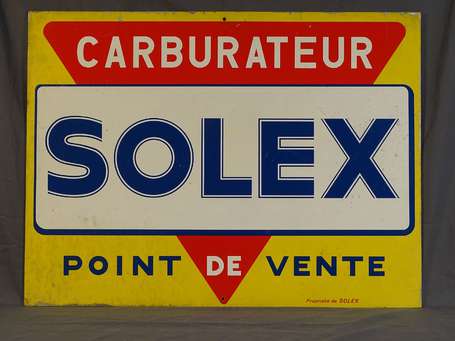 CARBURATEUR
SOLEX
POINT DE VENTE
Propriété de SOLEX